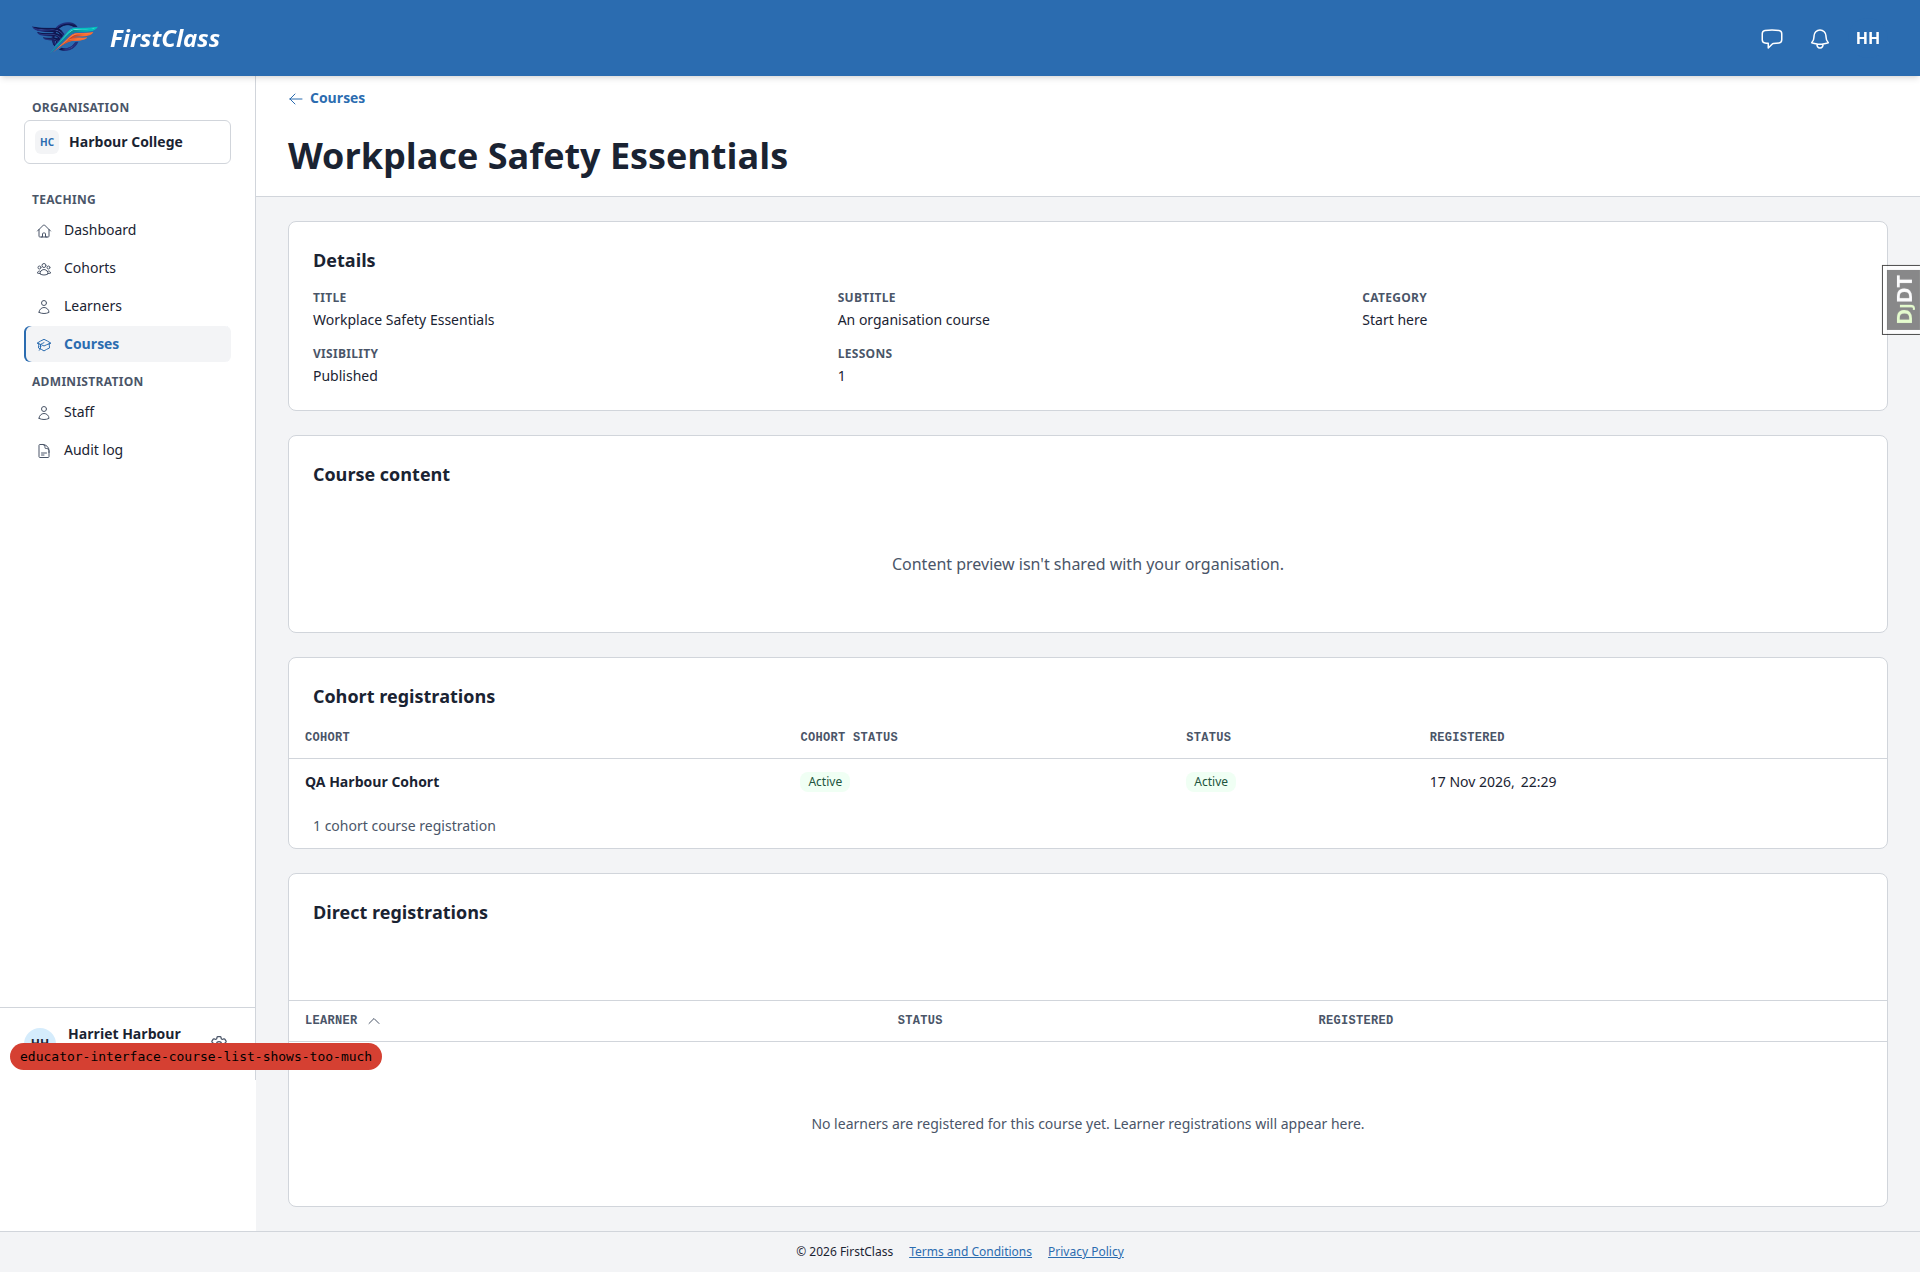 FirstClass
HH
ORGANISATION
HC Harbour College
TEACHING
Dashboard
Cohorts
Learners
Courses
ADMINISTRATION
Staff
Audit log
Harriet Harbour
educator-interface-course-list-shows-too-much
Courses
Workplace Safety Essentials
Details
TITLE SUBTITLE CATEGORY
Workplace Safety Essentials An organisation course Start here
VISIBILITY LESSONS
Published 1
DjDT
Course content
Content preview isn't shared with your organisation.
Cohort registrations
COHORT COHORT STATUS STATUS REGISTERED
QA Harbour Cohort Active Active 17 Nov 2026, 22:29
1 cohort course registration
Direct registrations
LEARNER STATUS REGISTERED
No learners are registered for this course yet. Learner registrations will appear here.
© 2026 FirstClass Terms and Conditions Privacy Policy